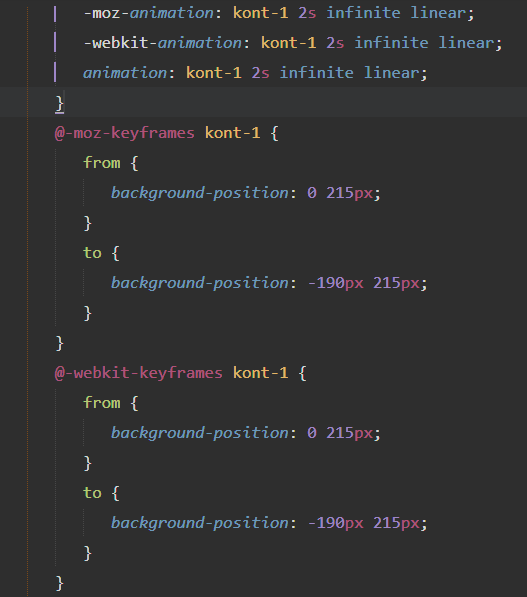 -moz-animation: kont-1 2s infinite linear;
-webkit-animation: kont-1 2s infinite linear;
animation: kont-1 2s infinite linear;
}
@-moz-keyframes kont-1 {
from {
background-position: 0 215px;
}
to {
background-position: -190px 215px;
}
}
@-webkit-keyframes kont-1 {
from {
background-position: 0 215px;
}
to {
background-position: -190px 215px;
}
}